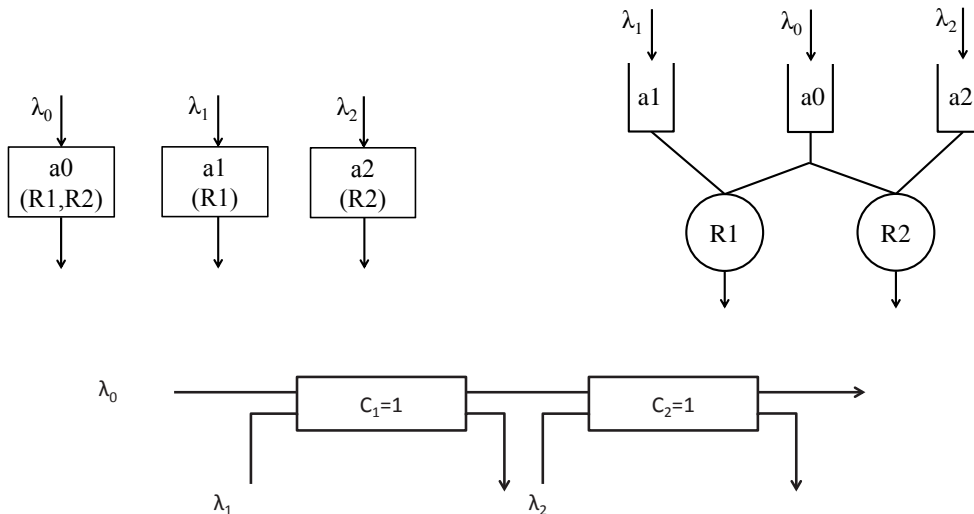 λ₀
λ₁
λ₂
a0
(R1,R2)
a1
(R1)
a2
(R2)
λ₁
λ₀
λ₂
a1
a0
a2
R1
R2
λ₀
C₁=1
C₂=1
λ₁
λ₂